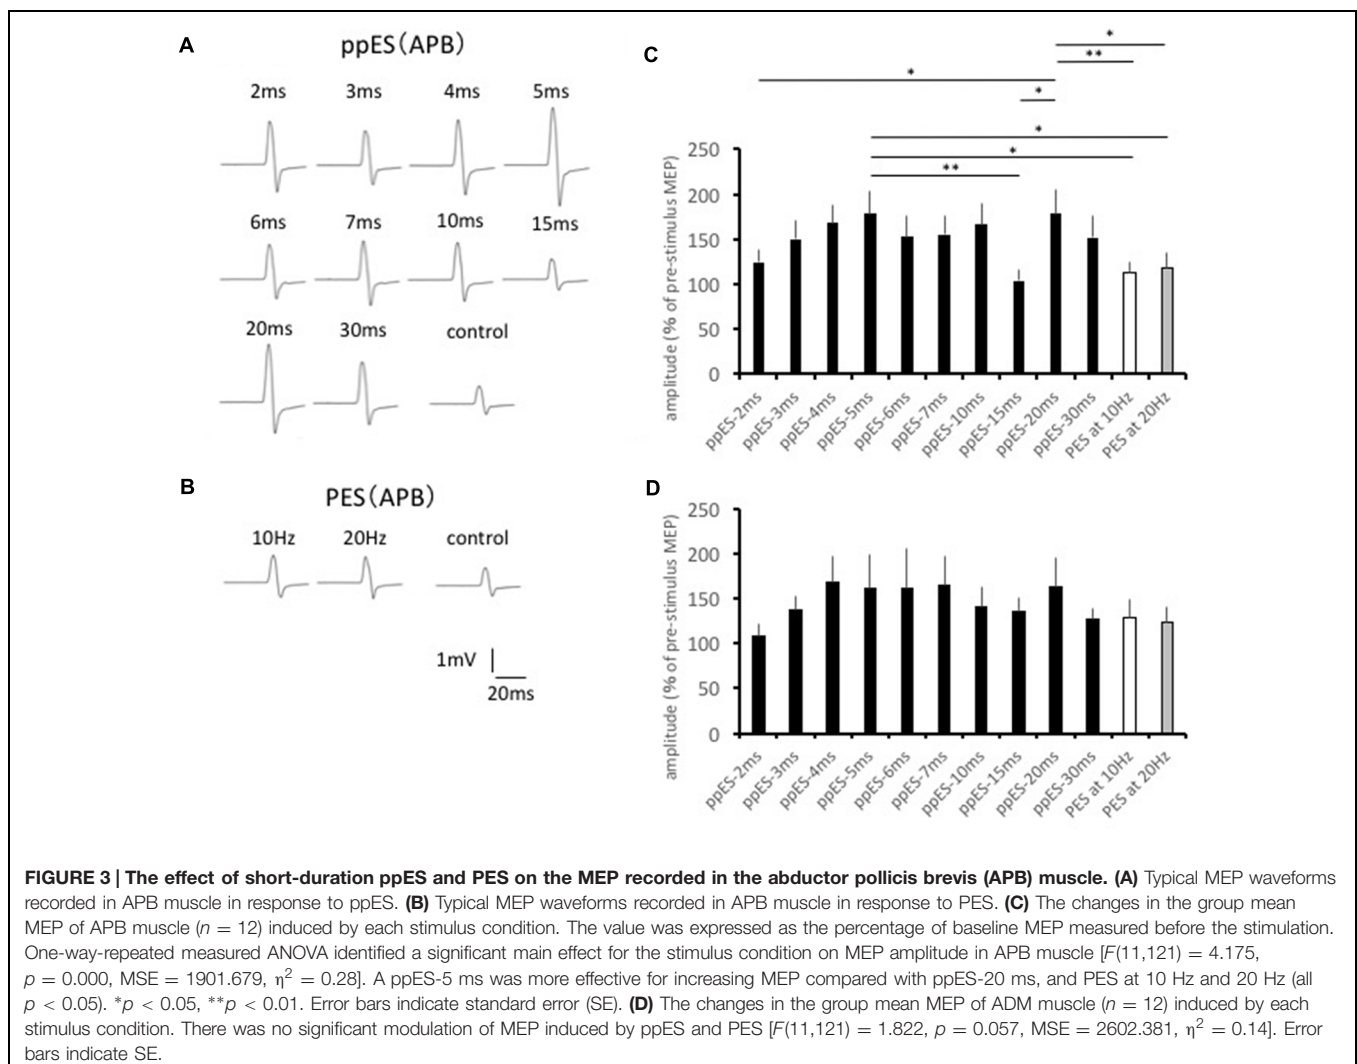 A
ppES(APB)
2ms 3ms 4ms 5ms
6ms 7ms 10ms 15ms
20ms 30ms control
B
PES(APB)
10Hz 20Hz control
1mV
20ms
C
*
**
*
*
*
*
**
amplitude (% of pre-stimulus MEP)
250
200
150
100
50
0
ppES-2ms
ppES-3ms
ppES-4ms
ppES-5ms
ppES-6ms
ppES-7ms
ppES-10ms
ppES-15ms
ppES-20ms
ppES-30ms
PES at 10Hz
PES at 20Hz
D
amplitude (% of pre-stimulus MEP)
250
200
150
100
50
0
ppES-2ms
ppES-3ms
ppES-4ms
ppES-5ms
ppES-6ms
ppES-7ms
ppES-10ms
ppES-15ms
ppES-20ms
ppES-30ms
PES at 10Hz
PES at 20Hz
FIGURE 3 | The effect of short-duration ppES and PES on the MEP recorded in the abductor pollicis brevis (APB) muscle. (A) Typical MEP waveforms
recorded in APB muscle in response to ppES. (B) Typical MEP waveforms recorded in APB muscle in response to PES. (C) The changes in the group mean
MEP of APB muscle (n = 12) induced by each stimulus condition. The value was expressed as the percentage of baseline MEP measured before the stimulation.
One-way-repeated measured ANOVA identified a significant main effect for the stimulus condition on MEP amplitude in APB muscle [F(11,121) = 4.175,
p = 0.000, MSE = 1901.679, η² = 0.28]. A ppES-5 ms was more effective for increasing MEP compared with ppES-20 ms, and PES at 10 Hz and 20 Hz (all
p < 0.05). *p < 0.05, **p < 0.01. Error bars indicate standard error (SE). (D) The changes in the group mean MEP of ADM muscle (n = 12) induced by each
stimulus condition. There was no significant modulation of MEP induced by ppES and PES [F(11,121) = 1.822, p = 0.057, MSE = 2602.381, η² = 0.14]. Error
bars indicate SE.